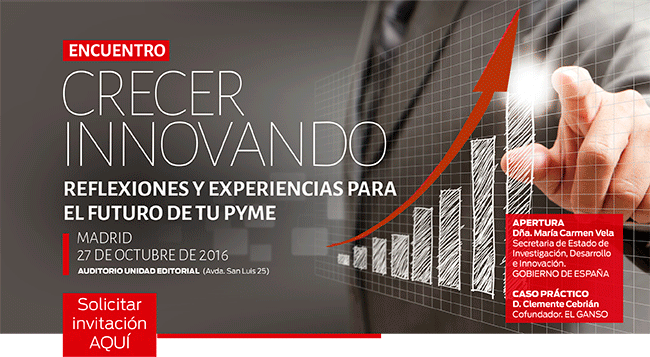 ENCUENTRO
CRECER
INNOVANDO
REFLEXIONES Y EXPERIENCIAS PARA
EL FUTURO DE TU PYME
MADRID
27 DE OCTUBRE DE 2016
AUDITORIO UNIDAD EDITORIAL (Avda. San Luis 25)
Solicitar
invitación
AQUÍ
APERTURA
Dña. María Carmen Vela
Secretaria de Estado de
Investigación, Desarrollo
e Innovación.
GOBIERNO DE ESPAÑA
CASO PRÁCTICO
D. Clemente Cebrián
Cofundador. EL GANSO